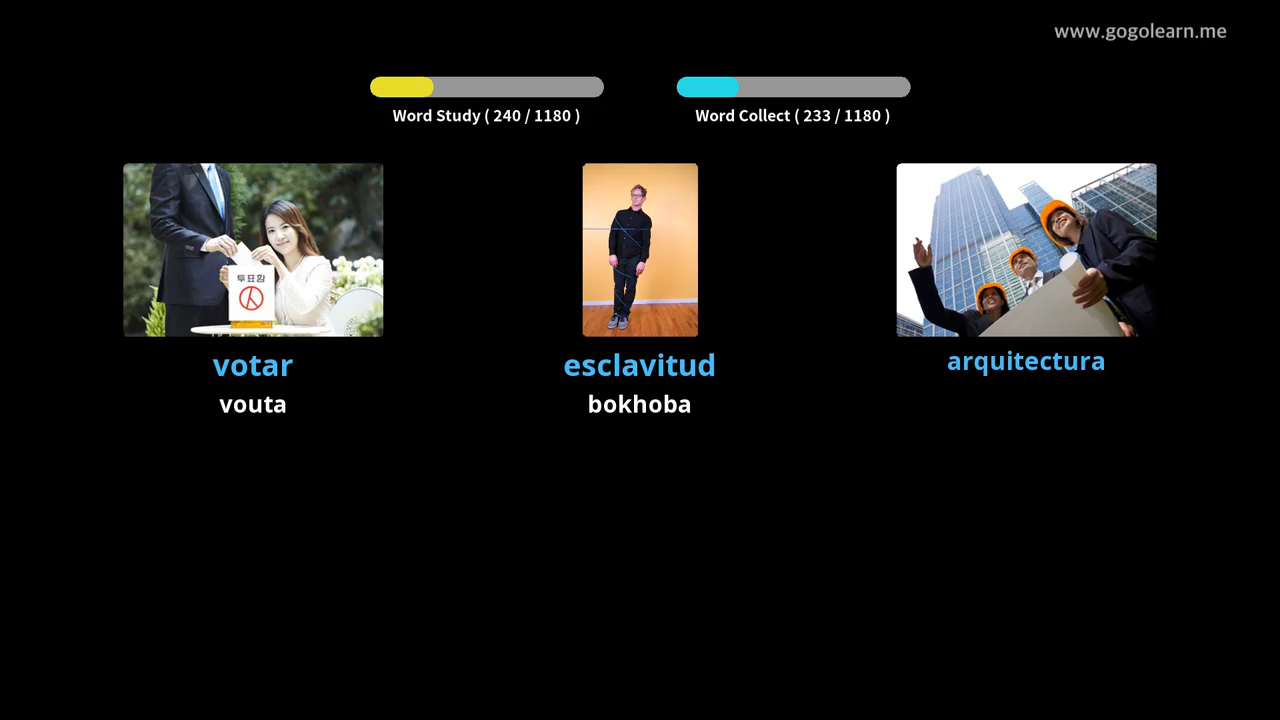 www.gogolearn.me
Word Study ( 240 / 1180 )
Word Collect ( 233 / 1180 )
투표함
votar
esclavitud
arquitectura
vouta
bokhoba